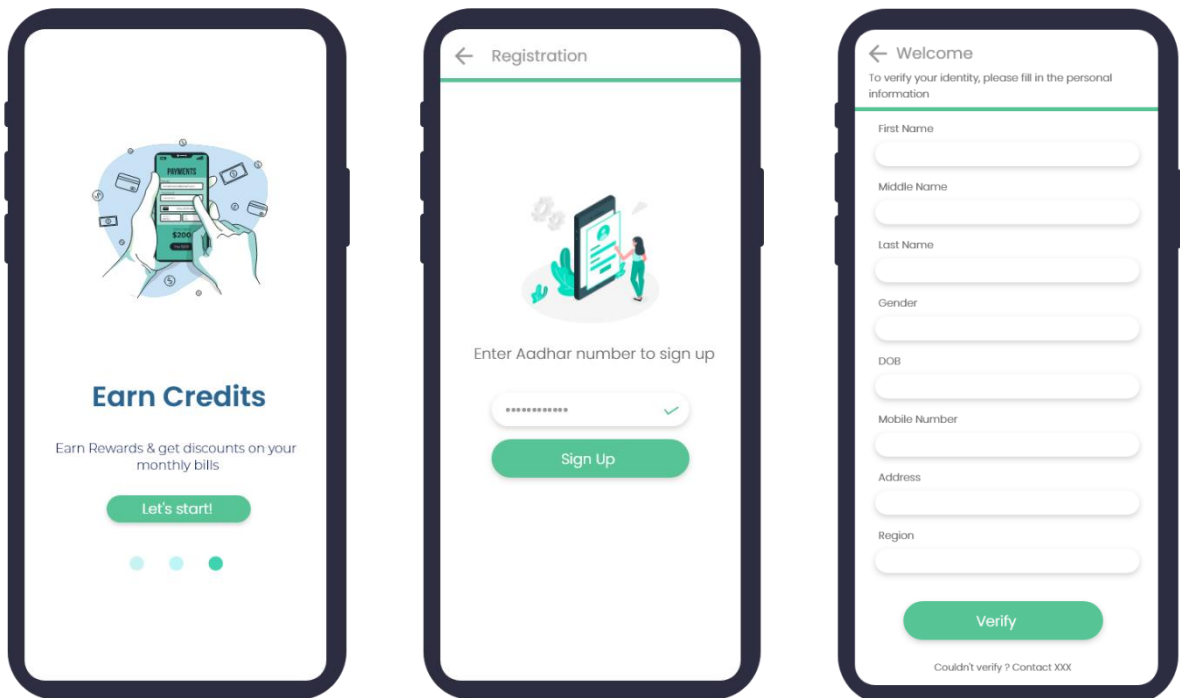 PAYMENTS
$200
Earn Credits
Earn Rewards & get discounts on your
monthly bills
Let's start!
Registration
Enter Aadhar number to sign up
••••••••••••
Sign Up
Welcome
To verify your identity, please fill in the personal
information
First Name
Middle Name
Last Name
Gender
DOB
Mobile Number
Address
Region
Verify
Couldn't verify ? Contact XXX